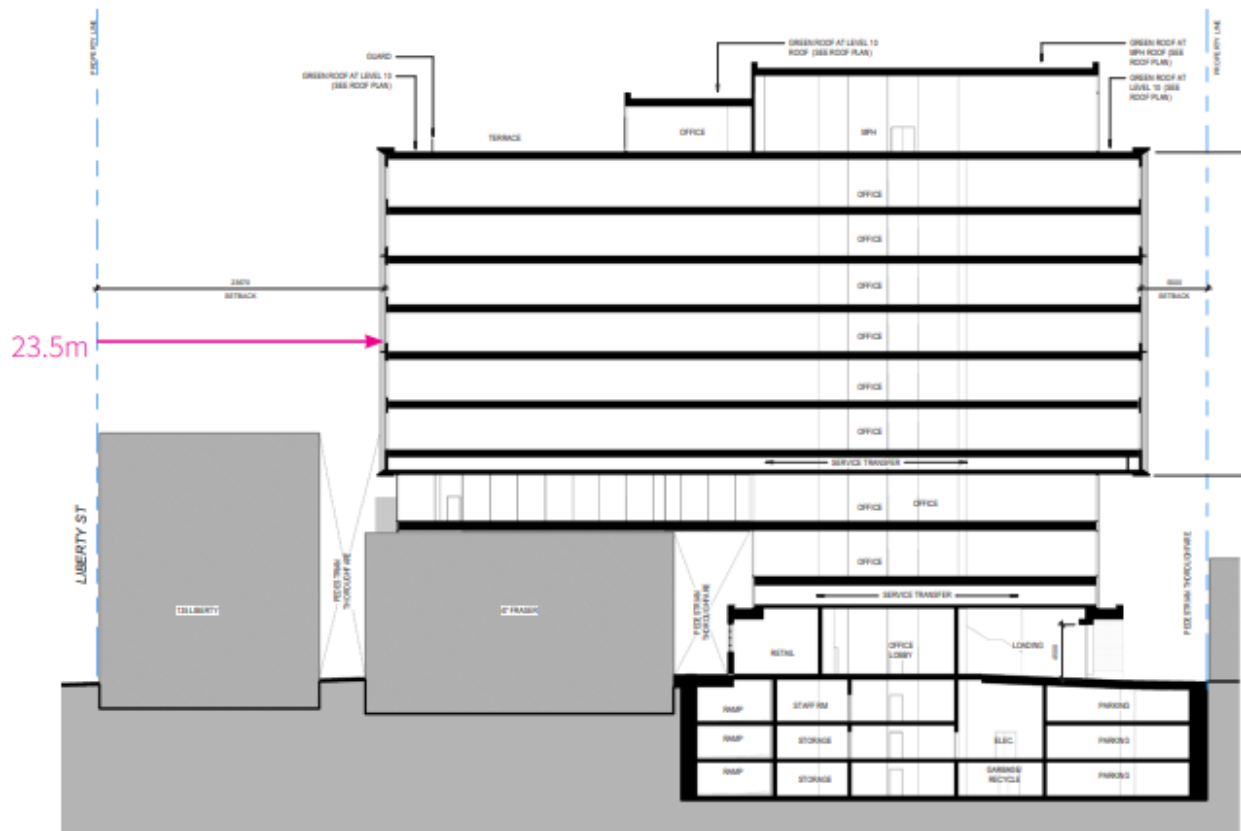 PROPERTY LINE
PROPERTY LINE
GUARD
GREEN ROOF AT LEVEL 10
(SEE ROOF PLAN)
GREEN ROOF AT LEVEL 10
ROOF (SEE ROOF PLAN)
GREEN ROOF AT
MPH ROOF (SEE
ROOF PLAN)
GREEN ROOF AT
LEVEL 10 (SEE
ROOF PLAN)
TERRACE
OFFICE
MPH
OFFICE
OFFICE
OFFICE
SETBACK
SETBACK
23.5m
OFFICE
OFFICE
OFFICE
SERVICE TRANSFER
OFFICE
OFFICE
LIBERTY ST
PEDESTRIAN
THOROUGHFARE
PEDESTRIAN THOROUGHFARE
OFFICE
SERVICE TRANSFER
139 LIBERTY
47 FRASER
PEDESTRIAN
THOROUGHFARE
RETAIL
OFFICE
LOBBY
LOADING
RAMP
STAFF RM
PARKING
RAMP
STORAGE
ELEC.
PARKING
RAMP
STORAGE
GARBAGE/
RECYCLE
PARKING